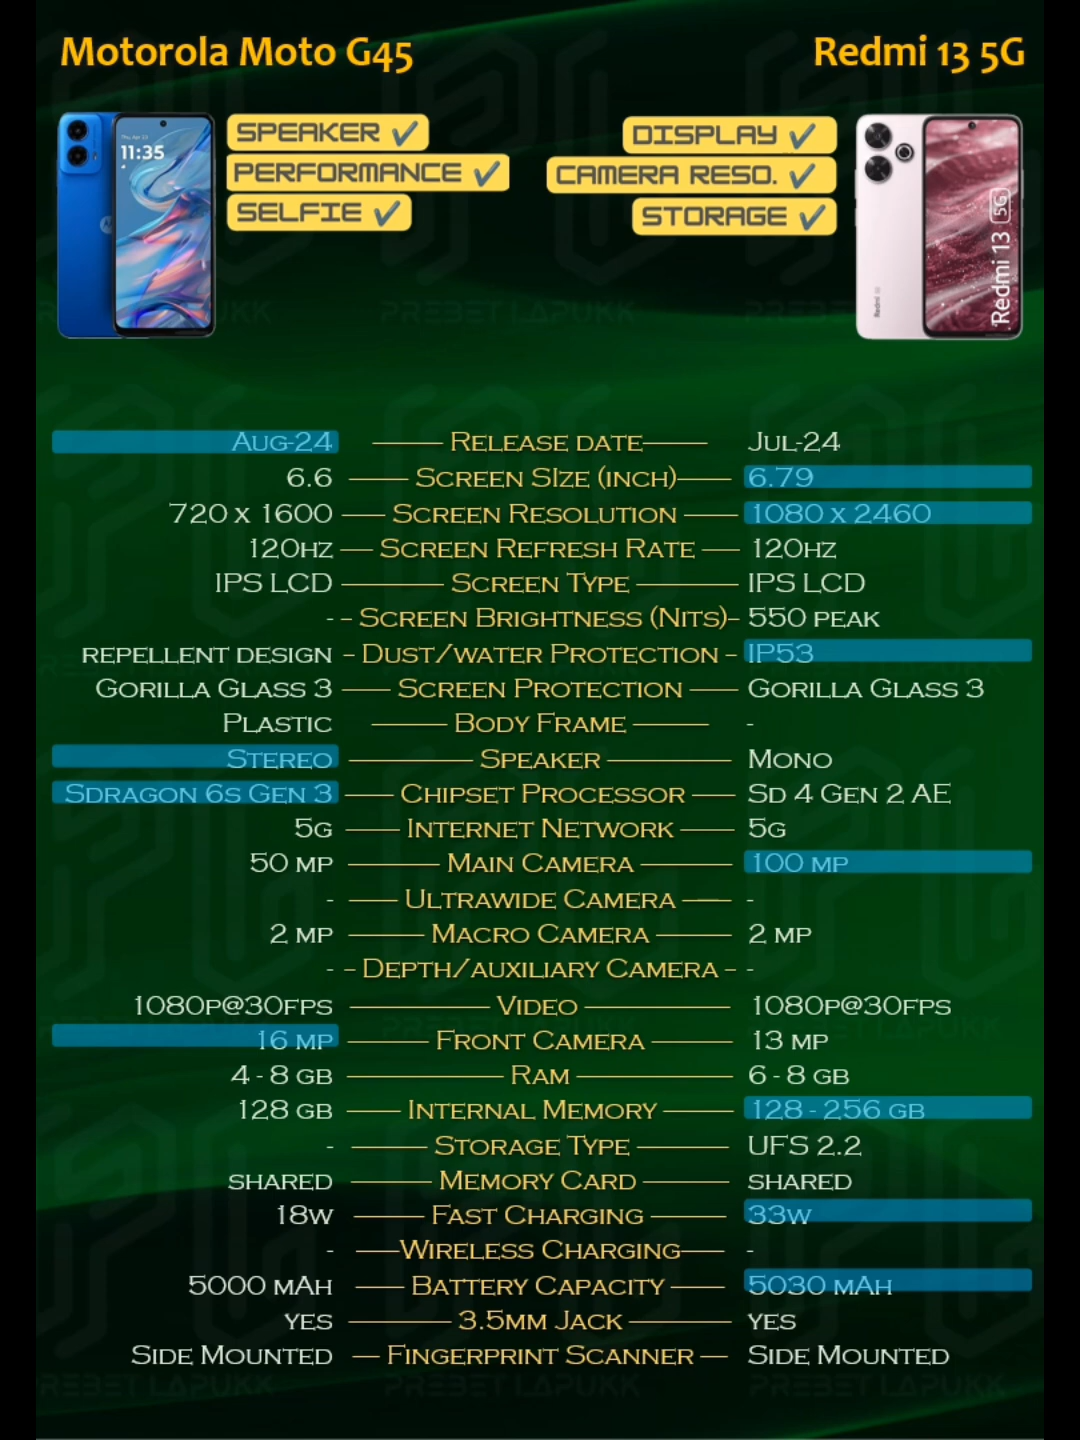 Motorola Moto G45
Redmi 13 5G
SPEAKER ✓
PERFORMANCE ✓
SELFIE ✓
DISPLAY ✓
CAMERA RESO. ✓
STORAGE ✓
11:35
Redmi 13 5G
Redmi
Aug-24 Release date Jul-24
6.6 Screen SIze (inch) 6.79
720 x 1600 Screen Resolution 1080 x 2460
120hz Screen Refresh Rate 120hz
IPS LCD Screen Type IPS LCD
- Screen Brightness (Nits) 550 peak
repellent design Dust/water Protection IP53
Gorilla Glass 3 Screen Protection Gorilla Glass 3
Plastic Body Frame -
Stereo Speaker Mono
Sdragon 6s Gen 3 Chipset Processor Sd 4 Gen 2 AE
5g Internet Network 5g
50 mp Main Camera 100 mp
- Ultrawide Camera -
2 mp Macro Camera 2 mp
- Depth/auxiliary Camera -
1080p@30fps Video 1080p@30fps
16 mp Front Camera 13 mp
4 - 8 gb Ram 6 - 8 gb
128 gb Internal Memory 128 - 256 gb
- Storage Type UFS 2.2
shared Memory Card shared
18w Fast Charging 33w
- Wireless Charging -
5000 mAh Battery Capacity 5030 mAh
yes 3.5mm Jack yes
Side Mounted Fingerprint Scanner Side Mounted
PREBET LAPUKK